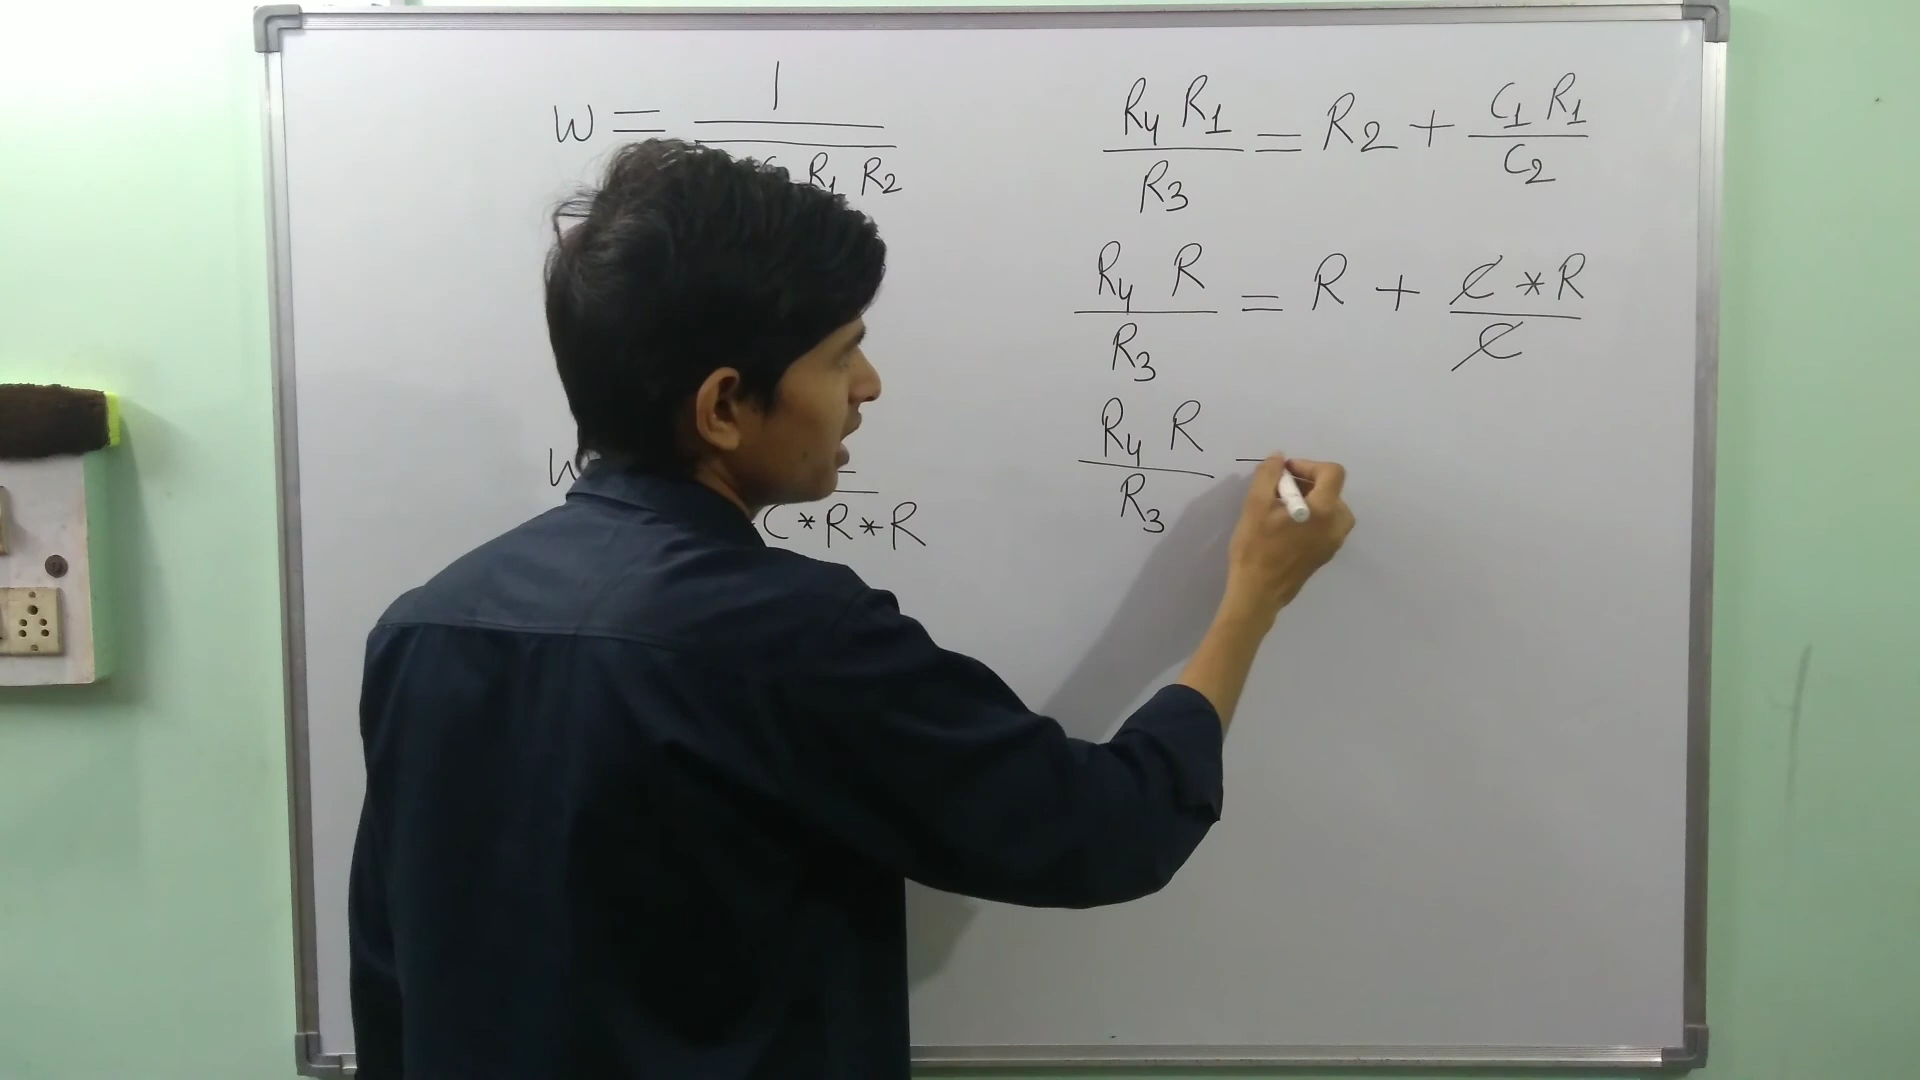 W = 1
R1 R2
W
C * R * R
R4 R1 / R3 = R2 + C1 R1 / C2
R4 R / R3 = R + C * R / C
R4 R / R3 -